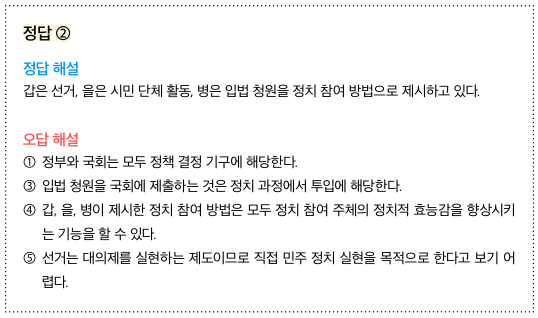 정답 ②
정답 해설
갑은 선거, 을은 시민 단체 활동, 병은 입법 청원을 정치 참여 방법으로 제시하고 있다.
오답 해설
① 정부와 국회는 모두 정책 결정 기구에 해당한다.
③ 입법 청원을 국회에 제출하는 것은 정치 과정에서 투입에 해당한다.
④ 갑, 을, 병이 제시한 정치 참여 방법은 모두 정치 참여 주체의 정치적 효능감을 향상시키
는 기능을 할 수 있다.
⑤ 선거는 대의제를 실현하는 제도이므로 직접 민주 정치 실현을 목적으로 한다고 보기 어
렵다.